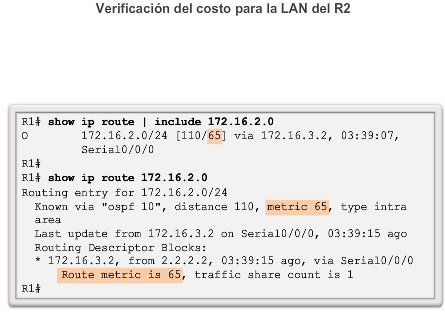 Verificación del costo para la LAN del R2
R1# show ip route | include 172.16.2.0
O 172.16.2.0/24 [110/65] via 172.16.3.2, 03:39:07,
Serial0/0/0
R1#
R1# show ip route 172.16.2.0
Routing entry for 172.16.2.0/24
Known via "ospf 10", distance 110, metric 65, type intra
area
Last update from 172.16.3.2 on Serial0/0/0, 03:39:15 ago
Routing Descriptor Blocks:
* 172.16.3.2, from 2.2.2.2, 03:39:15 ago, via Serial0/0/0
Route metric is 65, traffic share count is 1
R1#